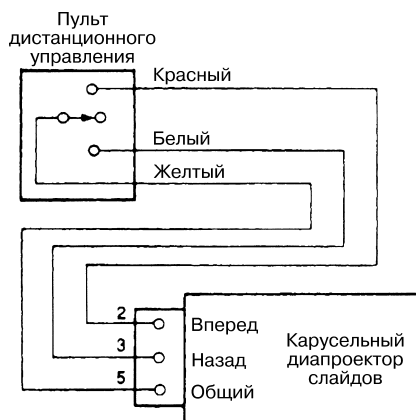 Пульт
дистанционного
управления
Красный
Белый
Желтый
2 Вперед
3 Назад
5 Общий
Карусельный
диапроектор
слайдов